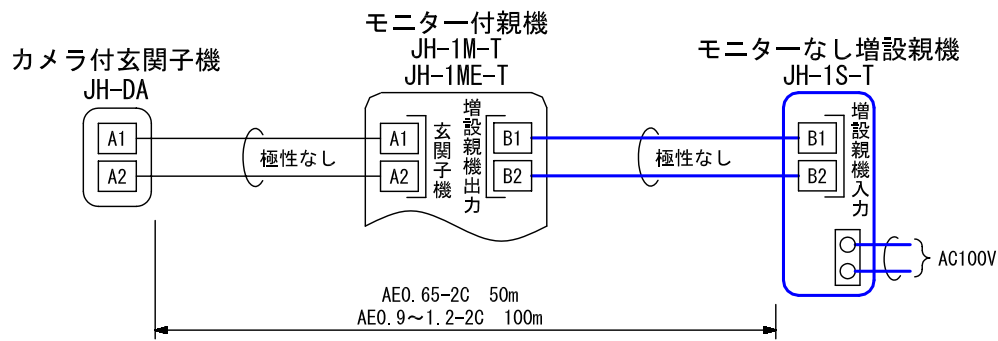 カメラ付玄関子機
JH-DA
A1
A2
極性なし
モニター付親機
JH-1M-T
JH-1ME-T
A1
A2
玄関子機
増設親機出力
B1
B2
極性なし
モニターなし増設親機
JH-1S-T
B1
B2
増設親機入力
AC100V
AE0.65-2C 50m
AE0.9～1.2-2C 100m